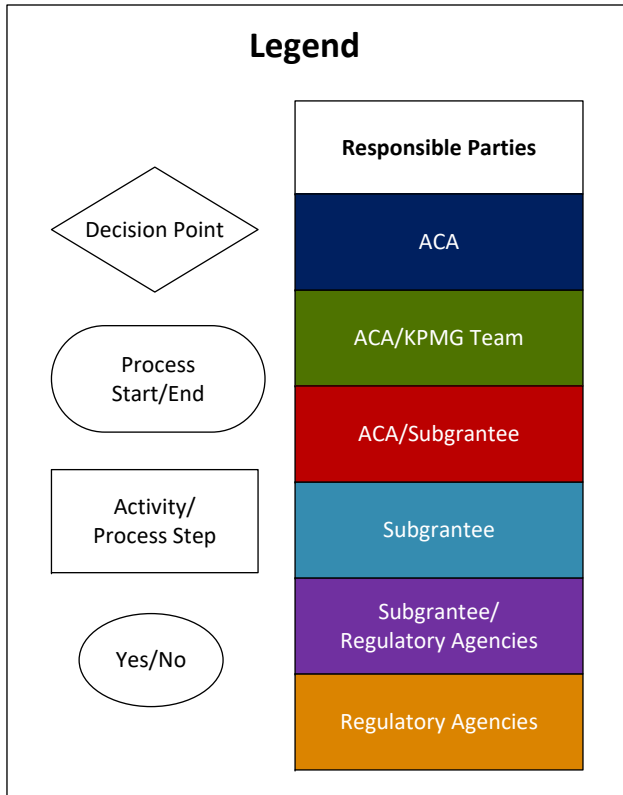 Legend
Decision Point
Process
Start/End
Activity/
Process Step
Yes/No
Responsible Parties
ACA
ACA/KPMG Team
ACA/Subgrantee
Subgrantee
Subgrantee/
Regulatory Agencies
Regulatory Agencies